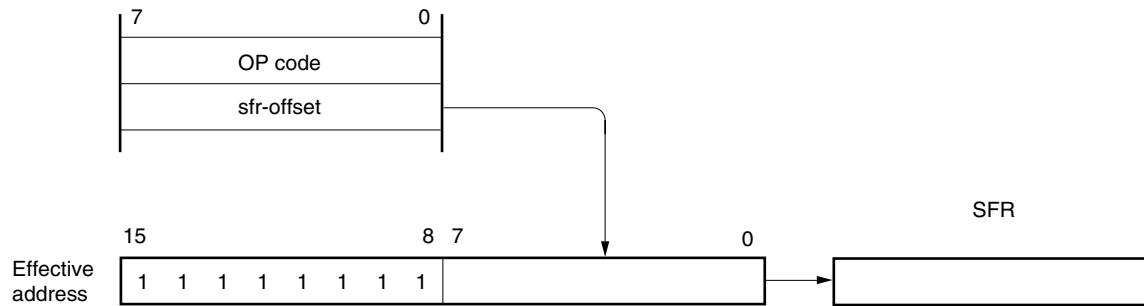 7 0
OP code
sfr-offset
SFR
15 8 7 0
Effective
address
1 1 1 1 1 1 1 1